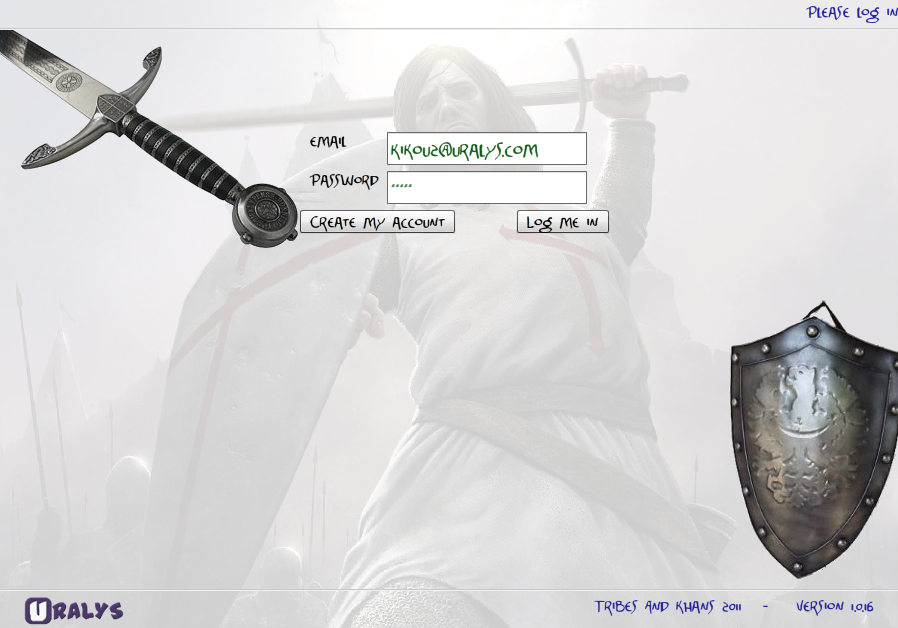 PLEASE LOG IN
EMAIL
KIKOUZ@URALYS.COM
PASSWORD
•••••
CREATE MY ACCOUNT
LOG ME IN
URALYS
TRIBES AND KHANS 2011 - VERSION 1.0.16